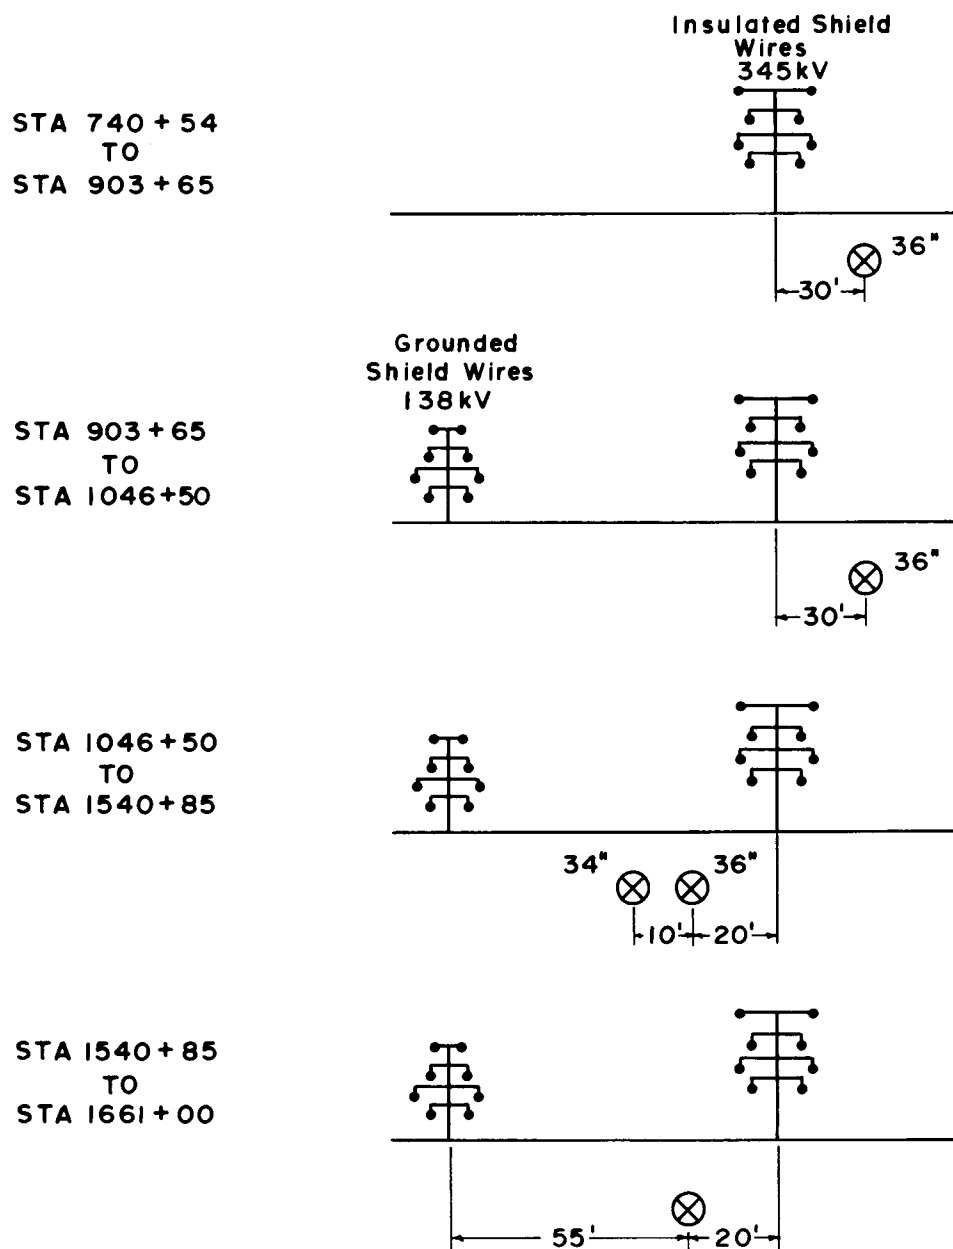 Insulated Shield
Wires
345kV
STA 740 + 54
TO
STA 903 + 65
36"
30'
Grounded
Shield Wires
138kV
STA 903 + 65
TO
STA 1046+50
36"
30'
STA 1046 + 50
TO
STA 1540 + 85
34"
36"
10'
20'
STA 1540 + 85
TO
STA 1661 + 00
55'
20'